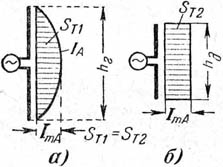 S_T1
I_A
h_г
S_T2
h_д
I_mA
S_T1=S_T2
I_mA
а)
б)